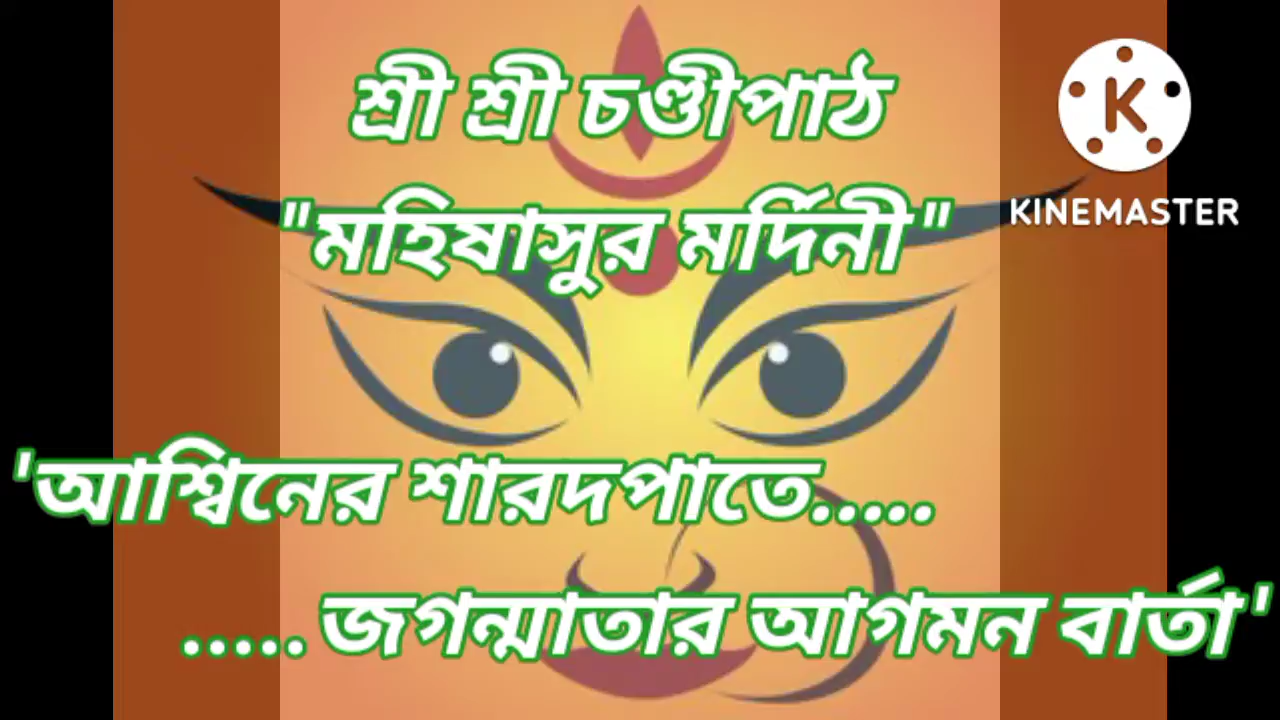 শ্রী শ্রী চণ্ডীপাঠ
"মহিষাসুর মর্দিনী"
K
KINEMASTER
'আশ্বিনের শারদপাতে.....
.....জগন্মাতার আগমন বার্তা'